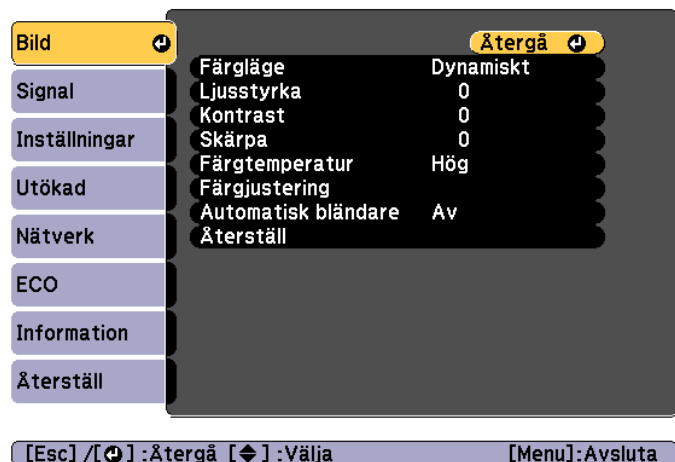 Bild
Signal
Inställningar
Utökad
Nätverk
ECO
Information
Återställ
Återgå
Färgläge Dynamiskt
Ljusstyrka 0
Kontrast 0
Skärpa 0
Färgtemperatur Hög
Färgjustering
Automatisk bländare Av
Återställ
[Esc] /[ ] :Återgå [ ] :Välja [Menu]:Avsluta